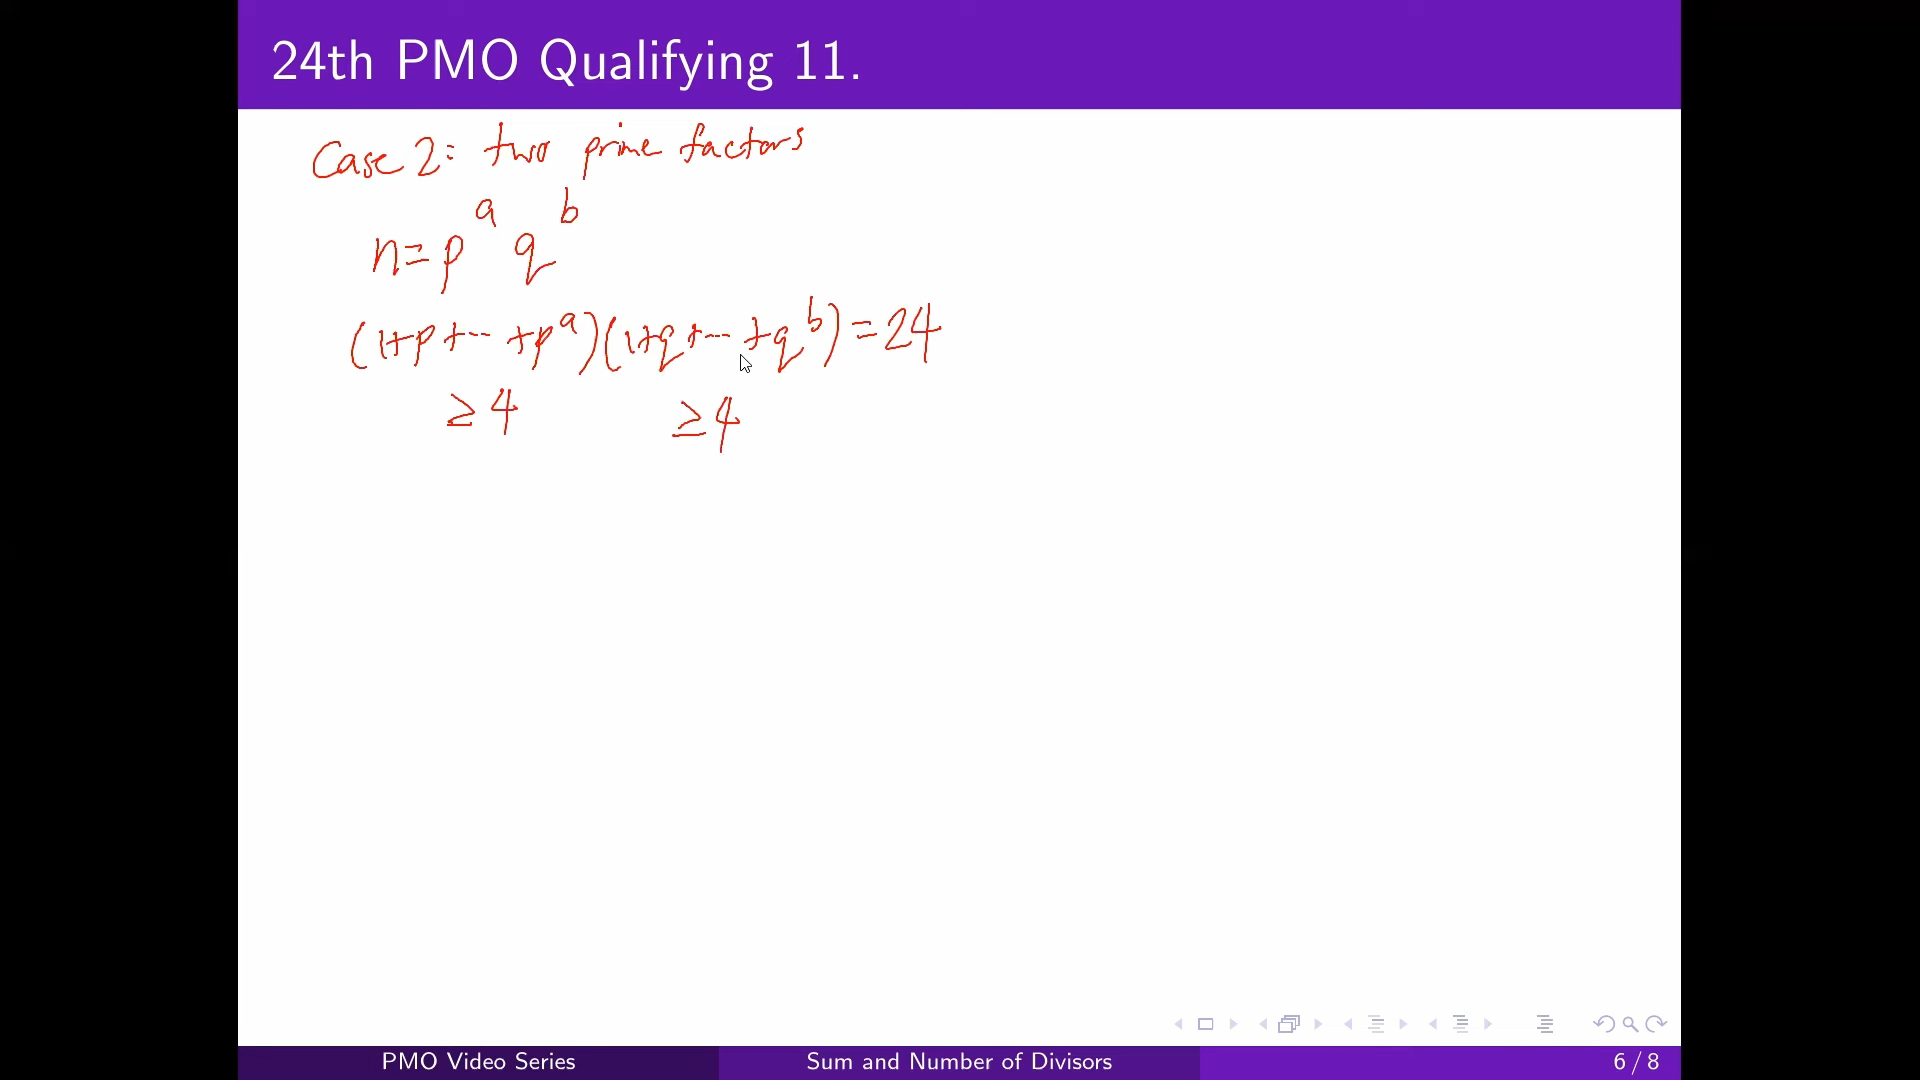 24th PMO Qualifying 11.
Case 2: two prime factors
n=p^a q^b
(1+p+...+p^a)(1+q+...+q^b)=24
≥4 ≥4
PMO Video Series Sum and Number of Divisors 6 / 8